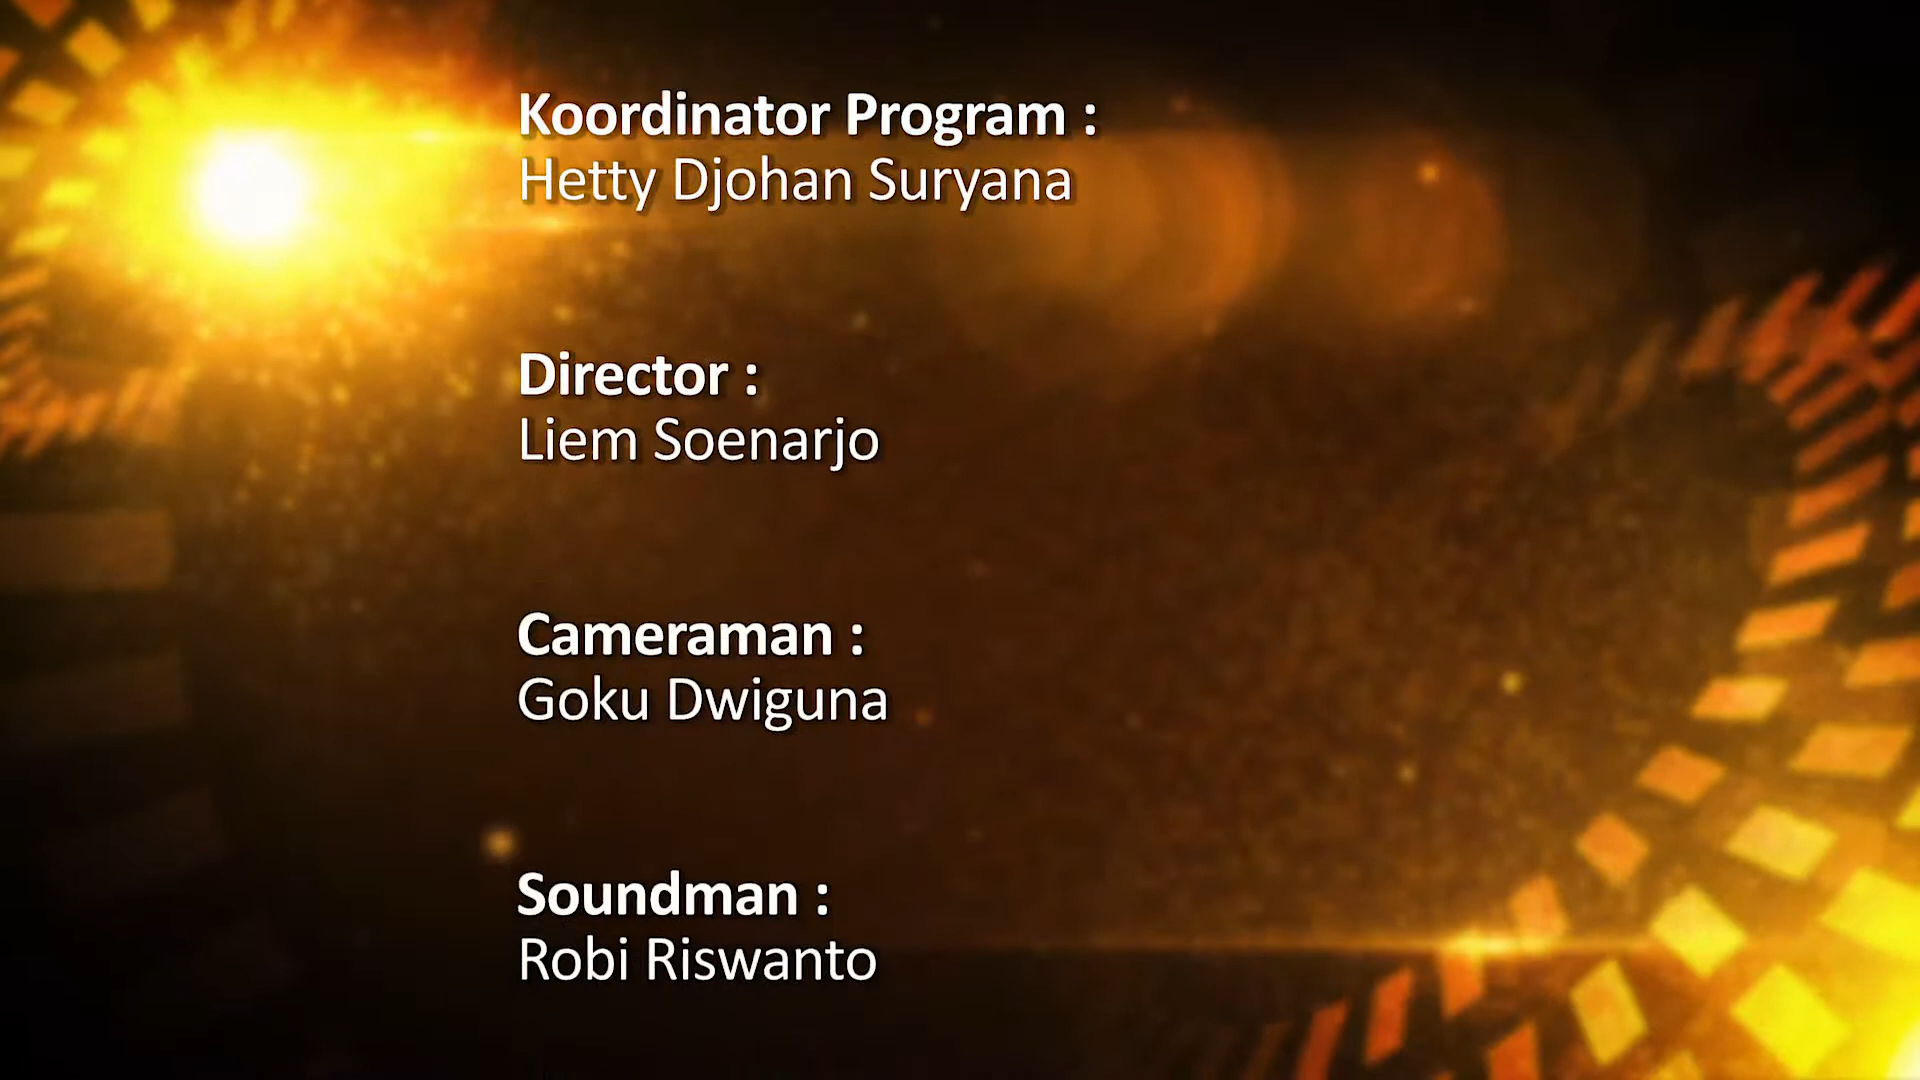 Koordinator Program :
Hetty Djohan Suryana
Director :
Liem Soenarjo
Cameraman :
Goku Dwiguna
Soundman :
Robi Riswanto